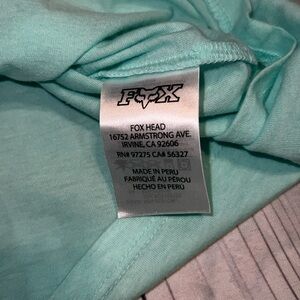 FOX
FOX HEAD
16752 ARMSTRONG AVE.
IRVINE, CA 92606
RN# 97275 CA# 56327
MADE IN PERU
FABRIQUÉ AU PÉROU
HECHO EN PERÚ